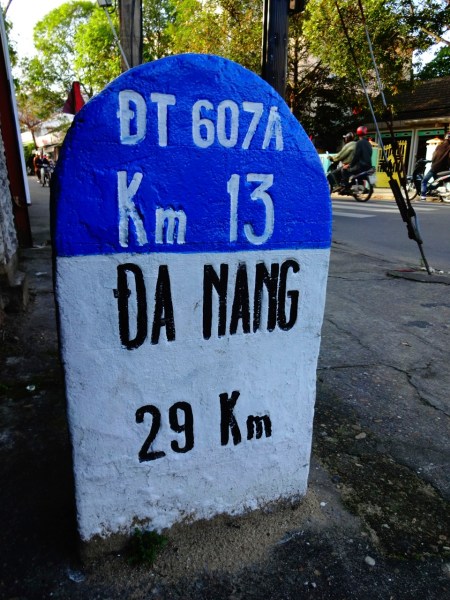 ĐT 607A
Km 13
ĐA NANG
29 Km